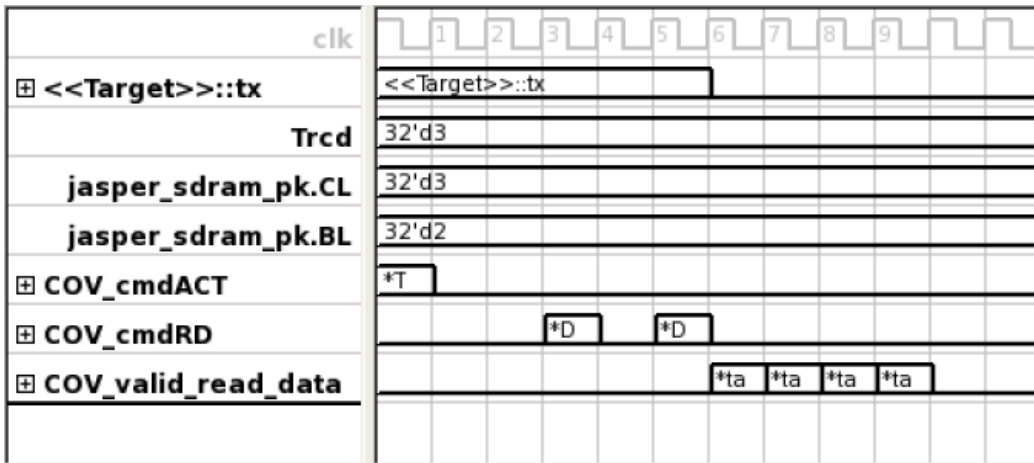 clk 1 2 3 4 5 6 7 8 9
<<Target>>::tx <<Target>>::tx
Trcd 32'd3
jasper_sdram_pk.CL 32'd3
jasper_sdram_pk.BL 32'd2
COV_cmdACT *T
COV_cmdRD *D *D
COV_valid_read_data *ta *ta *ta *ta